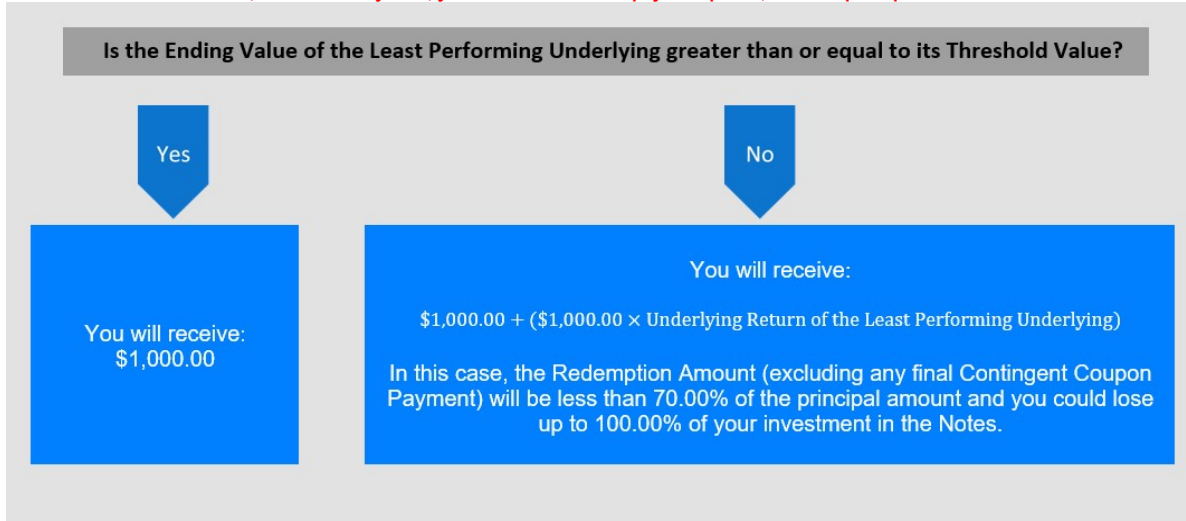 Is the Ending Value of the Least Performing Underlying greater than or equal to its Threshold Value?
Yes
No
You will receive:
$1,000.00
You will receive:
$1,000.00 + ($1,000.00 × Underlying Return of the Least Performing Underlying)
In this case, the Redemption Amount (excluding any final Contingent Coupon
Payment) will be less than 70.00% of the principal amount and you could lose
up to 100.00% of your investment in the Notes.